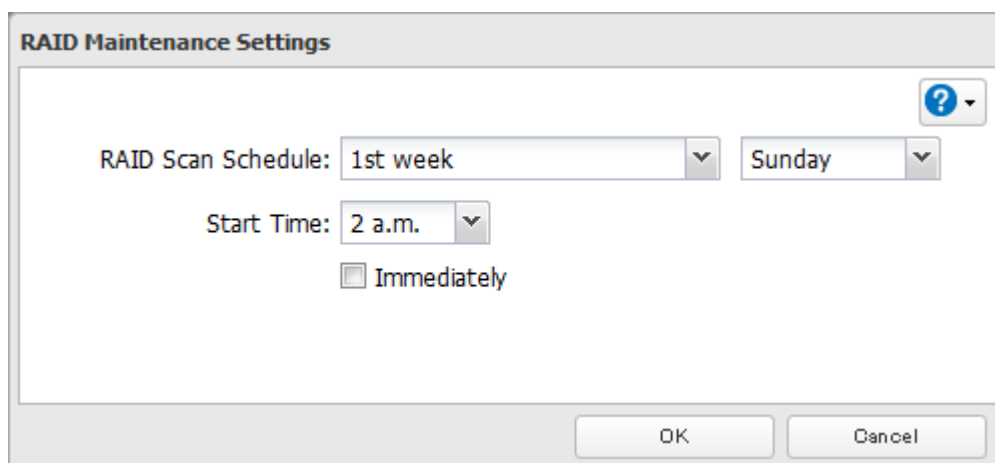 RAID Maintenance Settings
?
RAID Scan Schedule: 1st week Sunday
Start Time: 2 a.m.
Immediately
OK Cancel